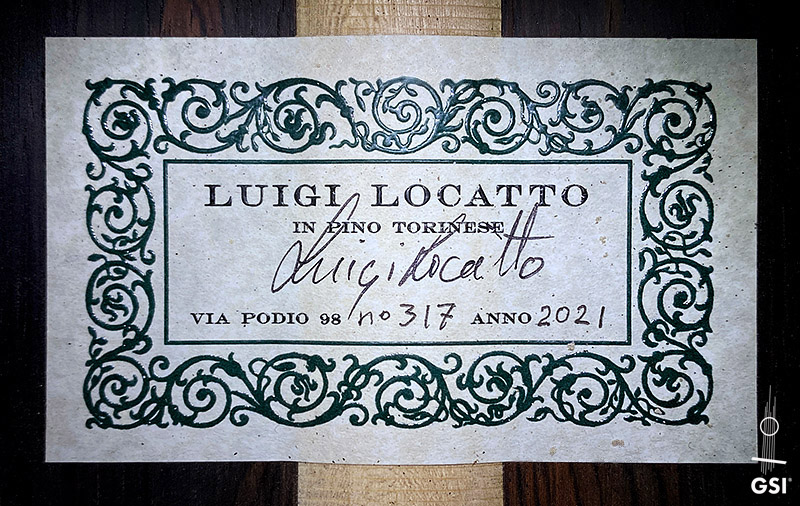 LUIGI LOCATTO
IN PINO TORINESE
Luigi Locatto
VIA PODIO 98 nº 317 ANNO 2021
GSI